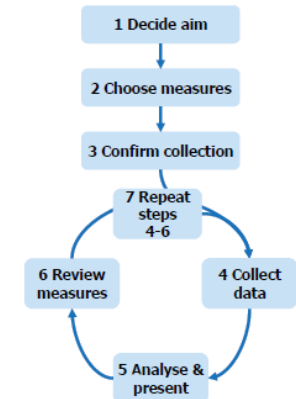 1 Decide aim
2 Choose measures
3 Confirm collection
7 Repeat
steps
4-6
4 Collect
data
5 Analyse &
present
6 Review
measures